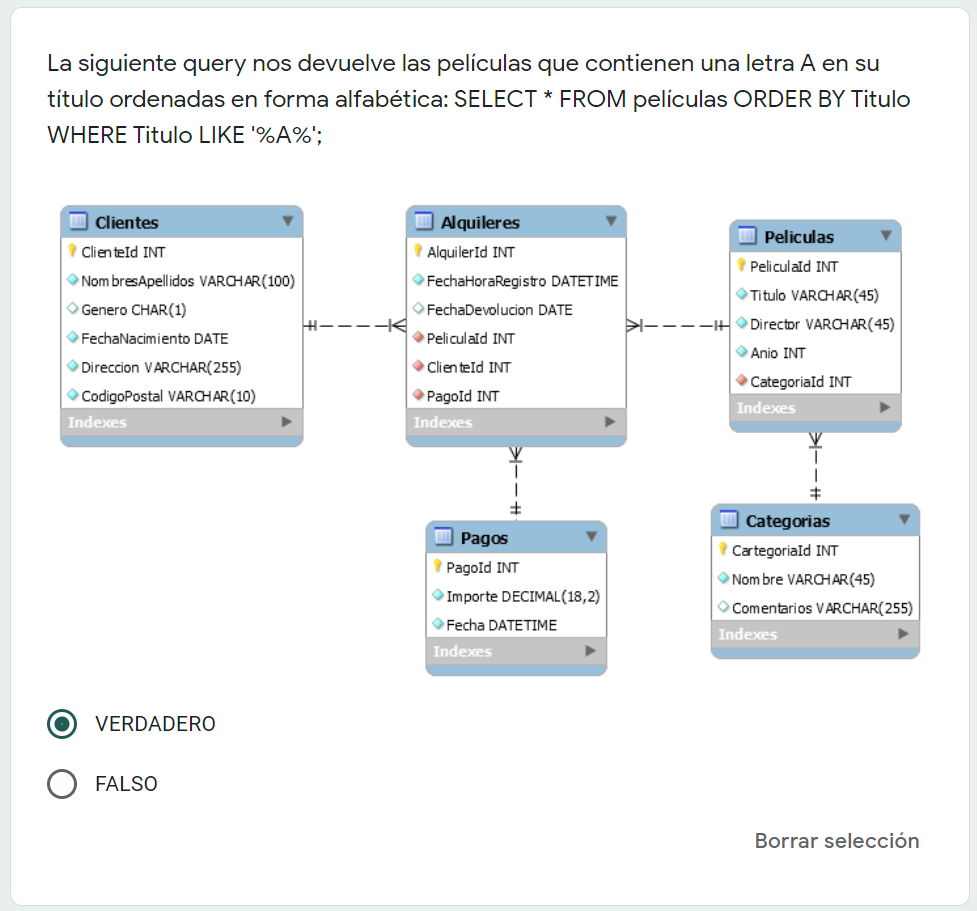 La siguiente query nos devuelve las películas que contienen una letra A en su
título ordenadas en forma alfabética: SELECT * FROM películas ORDER BY Titulo
WHERE Titulo LIKE '%A%';
Clientes
ClienteId INT
NombresApellidos VARCHAR(100)
Genero CHAR(1)
FechaNacimiento DATE
Direccion VARCHAR(255)
CodigoPostal VARCHAR(10)
Indexes
Alquileres
AlquilerId INT
FechaHoraRegistro DATETIME
FechaDevolucion DATE
PeliculaId INT
ClienteId INT
PagoId INT
Indexes
Peliculas
PeliculaId INT
Titulo VARCHAR(45)
Director VARCHAR(45)
Anio INT
CategoriaId INT
Indexes
Pagos
PagoId INT
Importe DECIMAL(18,2)
Fecha DATETIME
Indexes
Categorias
CartegoriaId INT
Nombre VARCHAR(45)
Comentarios VARCHAR(255)
Indexes
VERDADERO
FALSO
Borrar selección